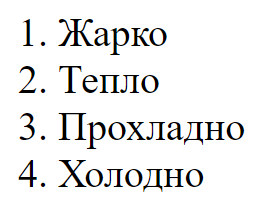 1. Жарко
2. Тепло
3. Прохладно
4. Холодно